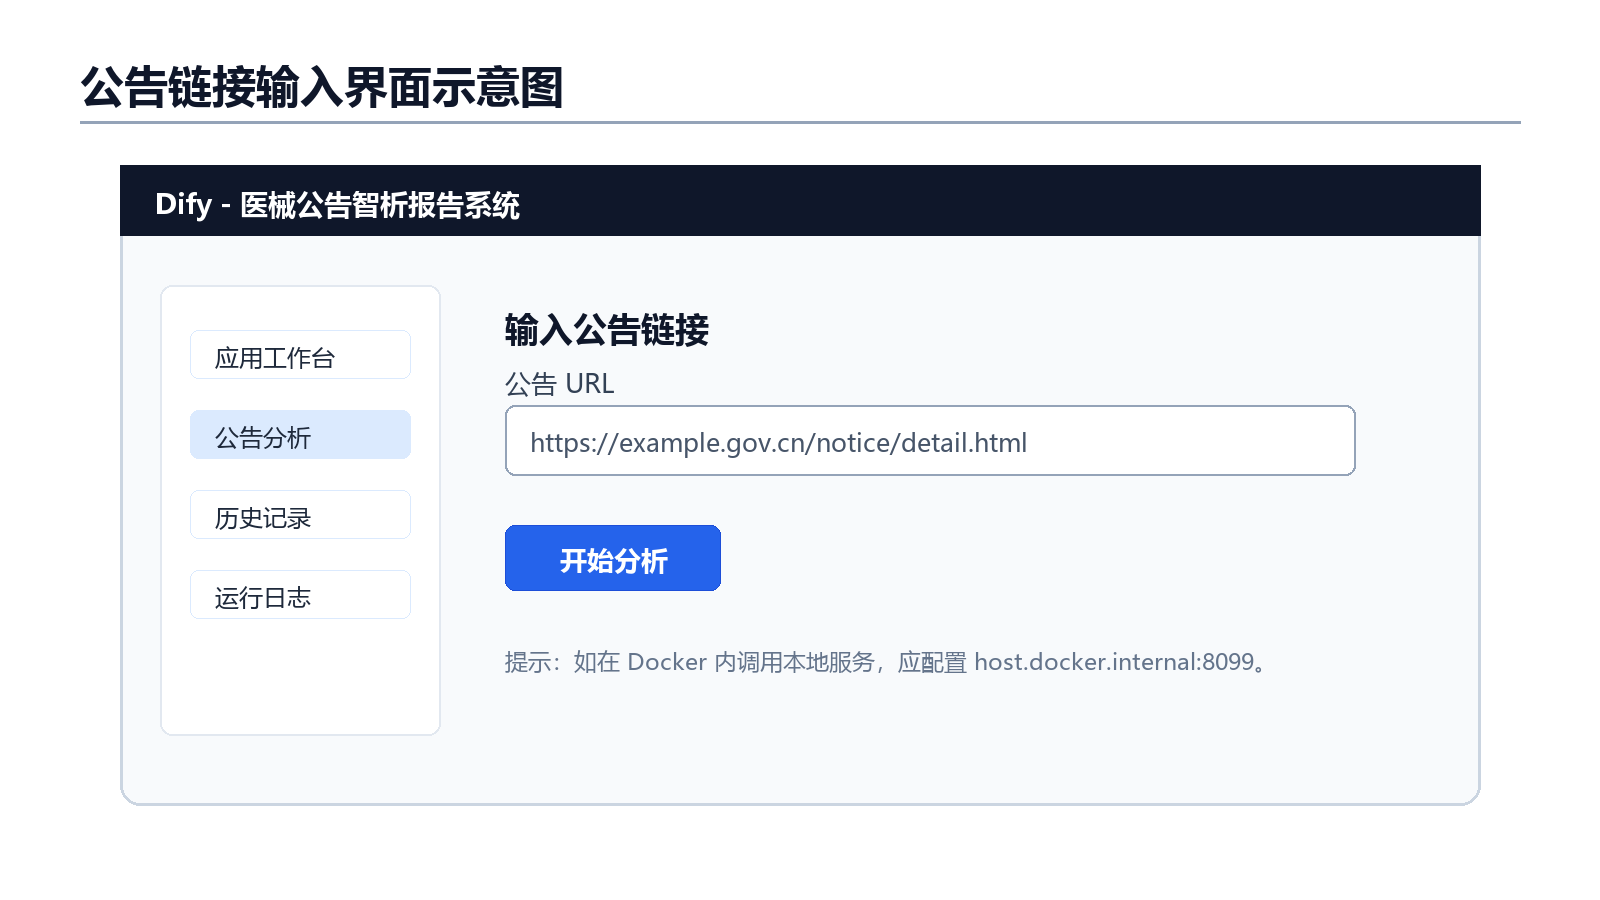 公告链接输入界面示意图
Dify - 医械公告智析报告系统
应用工作台
公告分析
历史记录
运行日志
输入公告链接
公告 URL
https://example.gov.cn/notice/detail.html
开始分析
提示：如在 Docker 内调用本地服务，应配置 host.docker.internal:8099。